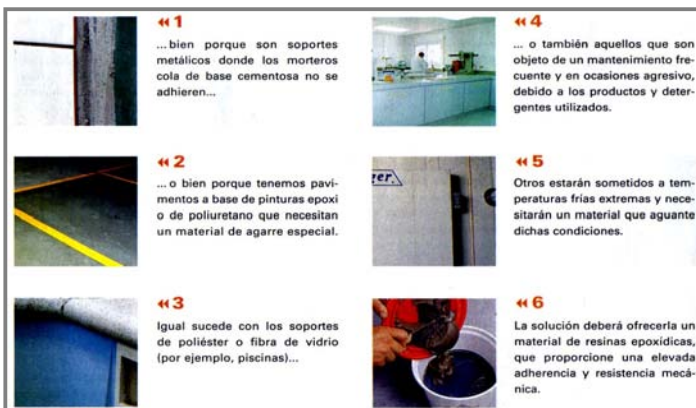 «1
...bien porque son soportes
metálicos donde los morteros
cola de base cementosa no se
adhieren...
«2
...o bien porque tenemos pavi-
mentos a base de pinturas epoxi
o de poliuretano que necesitan
un material de agarre especial.
«3
Igual sucede con los soportes
de poliéster o fibra de vidrio
(por ejemplo, piscinas)...
«4
... o también aquellos que son
objeto de un mantenimiento fre-
cuente y en ocasiones agresivo,
debido a los productos y deter-
gentes utilizados.
ger.
«5
Otros estarán sometidos a tem-
peraturas frías extremas y nece-
sitarán un material que aguante
dichas condiciones.
«6
La solución deberá ofrecerla un
material de resinas epoxídicas,
que proporcione una elevada
adherencia y resistencia mecá-
nica.